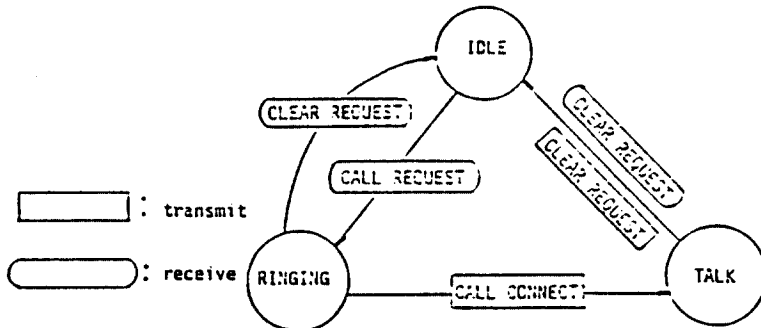 IDLE
CLEAR REQUEST
CLEAR REQUEST
CLEAR REQUEST
CALL REQUEST
: transmit
: receive
RINGING
CALL CONNECT
TALK